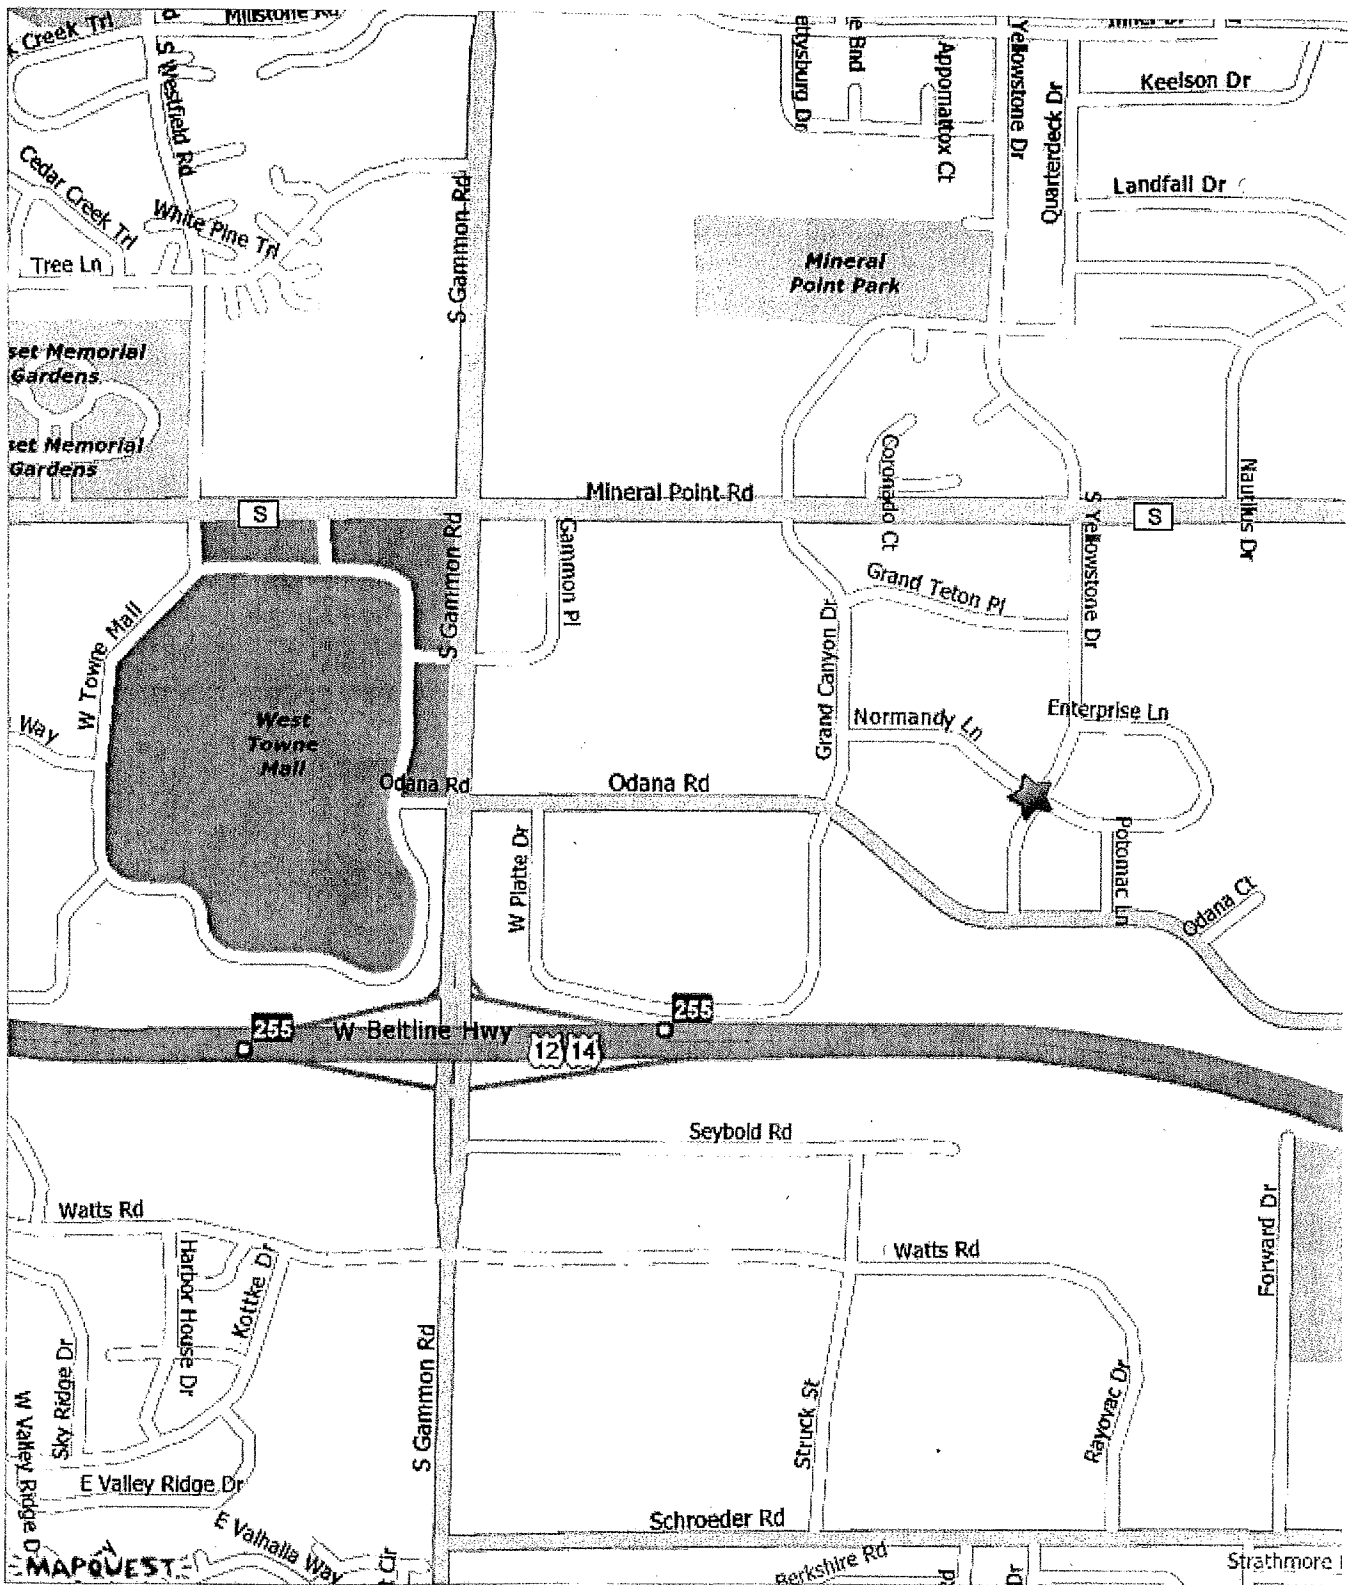 Creek Trl
Millstone Rd
S Westfield Rd
Appomattox Ct
Yellowstone Dr
Quarterdeck Dr
Keelson Dr
Landfall Dr
Cedar Creek Trl
White Pine Trl
Tree Ln
S Gammon Rd
Mineral
Point Park
set Memorial
Gardens
set Memorial
Gardens
Mineral Point Rd
S
S
Coronado Ct
Nautilus Dr
S Gammon Rd
Gammon Pl
Grand Teton Pl
S Yellowstone Dr
W Towne Mall
Way
West
Towne
Mall
Grand Canyon Dr
Normandy Ln
Enterprise Ln
Odana Rd
Odana Rd
W Platte Dr
Potomac Ln
Odana Ct
255
W Beltline Hwy
12
14
255
Seybold Rd
Watts Rd
Harbor House Dr
Kottke Dr
Watts Rd
Forward Dr
Sky Ridge Dr
W Valley Ridge D
S Gammon Rd
Struck St
Rayovac Dr
E Valley Ridge Dr
E Valhalla Way
Schroeder Rd
Berkshire Rd
Strathmore
MAPQUEST
t Cir
Rd
Dr